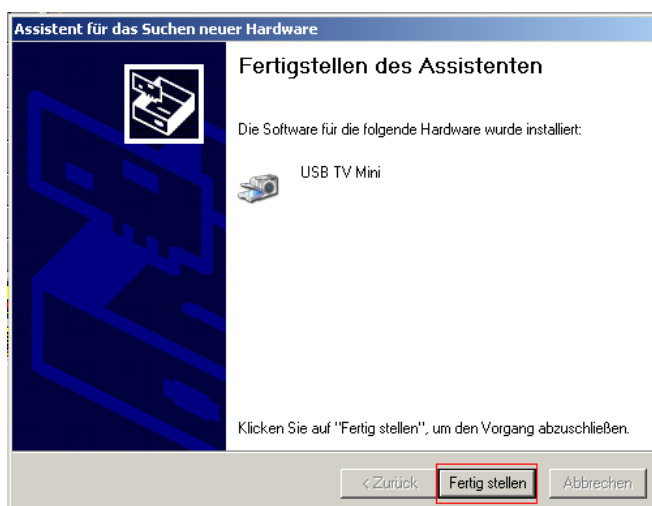 Assistent für das Suchen neuer Hardware
Fertigstellen des Assistenten
Die Software für die folgende Hardware wurde installiert:
USB TV Mini
Klicken Sie auf "Fertig stellen", um den Vorgang abzuschließen.
< Zurück
Fertig stellen
Abbrechen